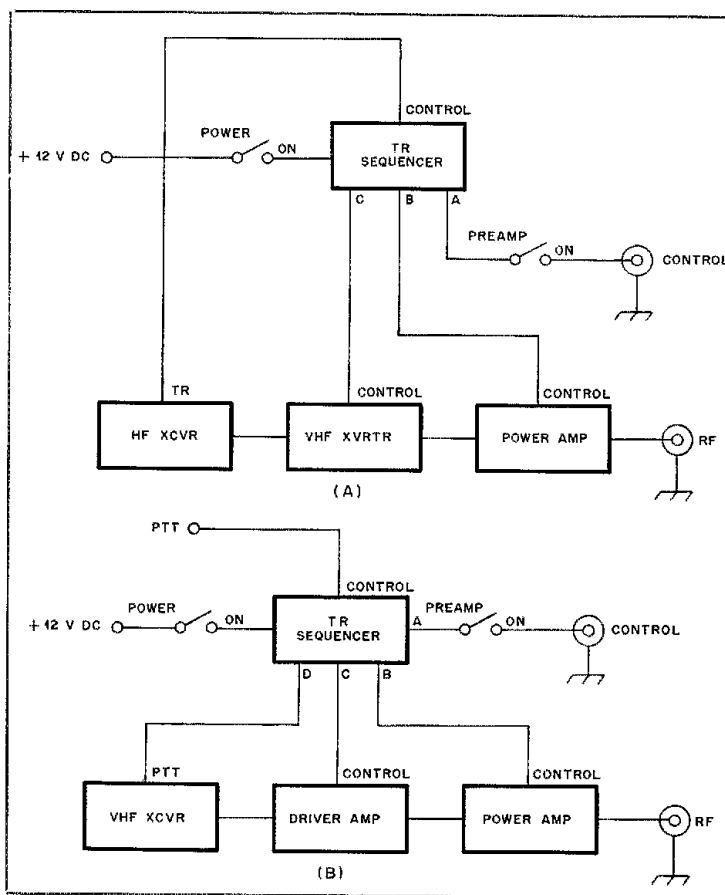 CONTROL
POWER
+ 12 V DC
ON
TR
SEQUENCER
C
B
A
PREAMP
ON
CONTROL
TR
CONTROL
CONTROL
HF XCVR
VHF XVRTR
POWER AMP
RF
(A)
PTT
CONTROL
POWER
+ 12 V DC
ON
TR
SEQUENCER
A
PREAMP
ON
CONTROL
D
C
B
PTT
CONTROL
CONTROL
VHF XCVR
DRIVER AMP
POWER AMP
RF
(B)